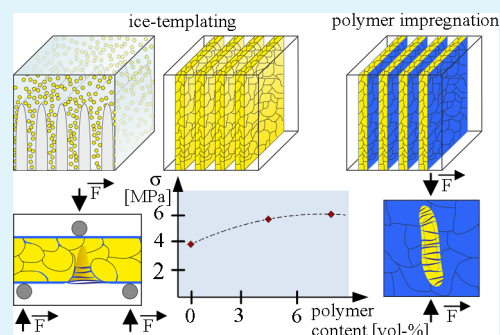 ice-templating
polymer impregnation
F
F
σ
[MPa]
6
4
2
0 3 6
polymer
content [vol-%]
F F
F